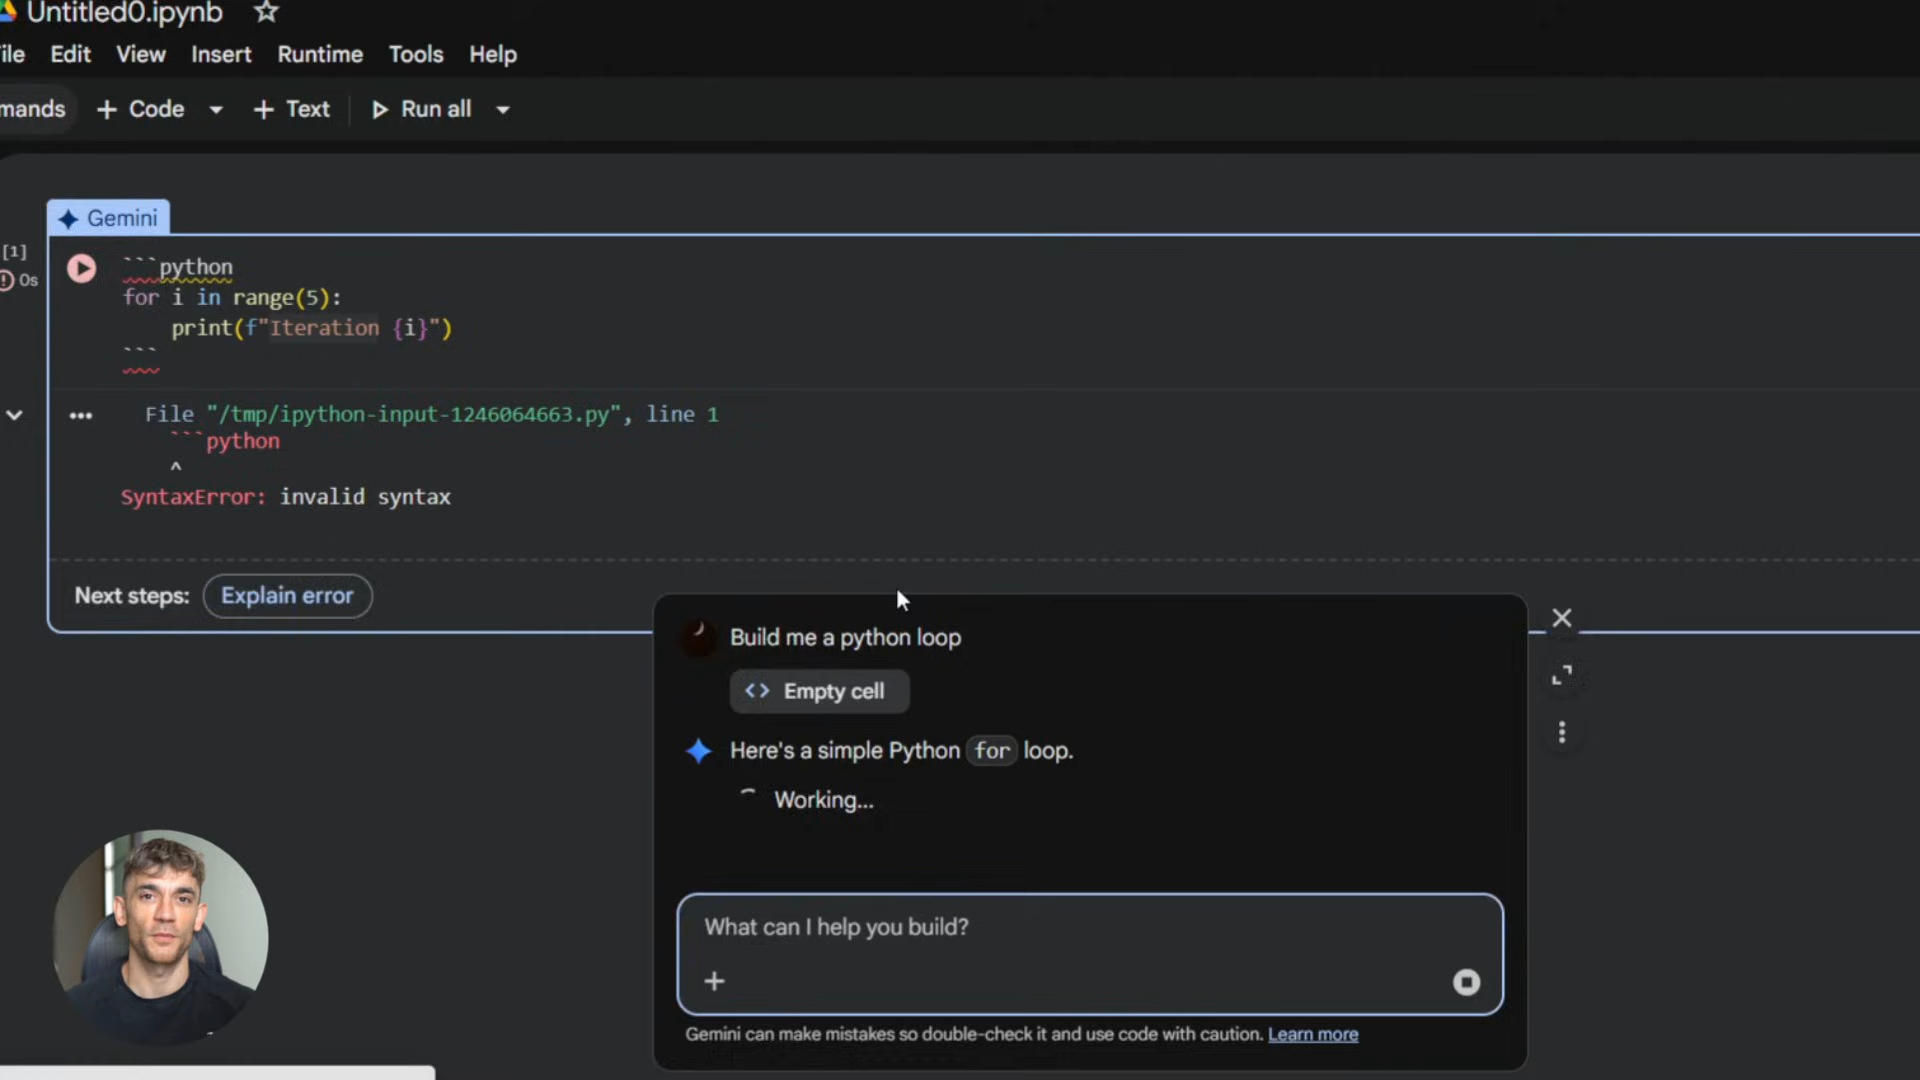 Untitled0.ipynb
ile Edit View Insert Runtime Tools Help
mands + Code + Text Run all
Gemini
[1]
0s
```python
for i in range(5):
    print(f"Iteration {i}")
```
File "/tmp/ipython-input-1246064663.py", line 1
```python
^
SyntaxError: invalid syntax
Next steps: Explain error
Build me a python loop
<> Empty cell
Here's a simple Python for loop.
Working...
What can I help you build?
+
Gemini can make mistakes so double-check it and use code with caution. Learn more